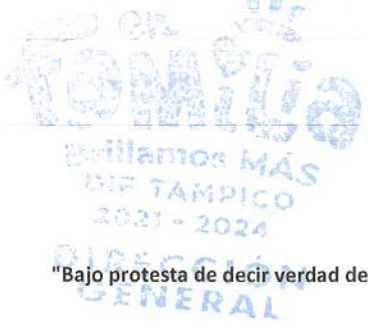 en
familia
Brillamos MÁS
DIF TAMPICO
2021 - 2024
DIRECCIÓN
"Bajo protesta de decir verdad de
GENERAL